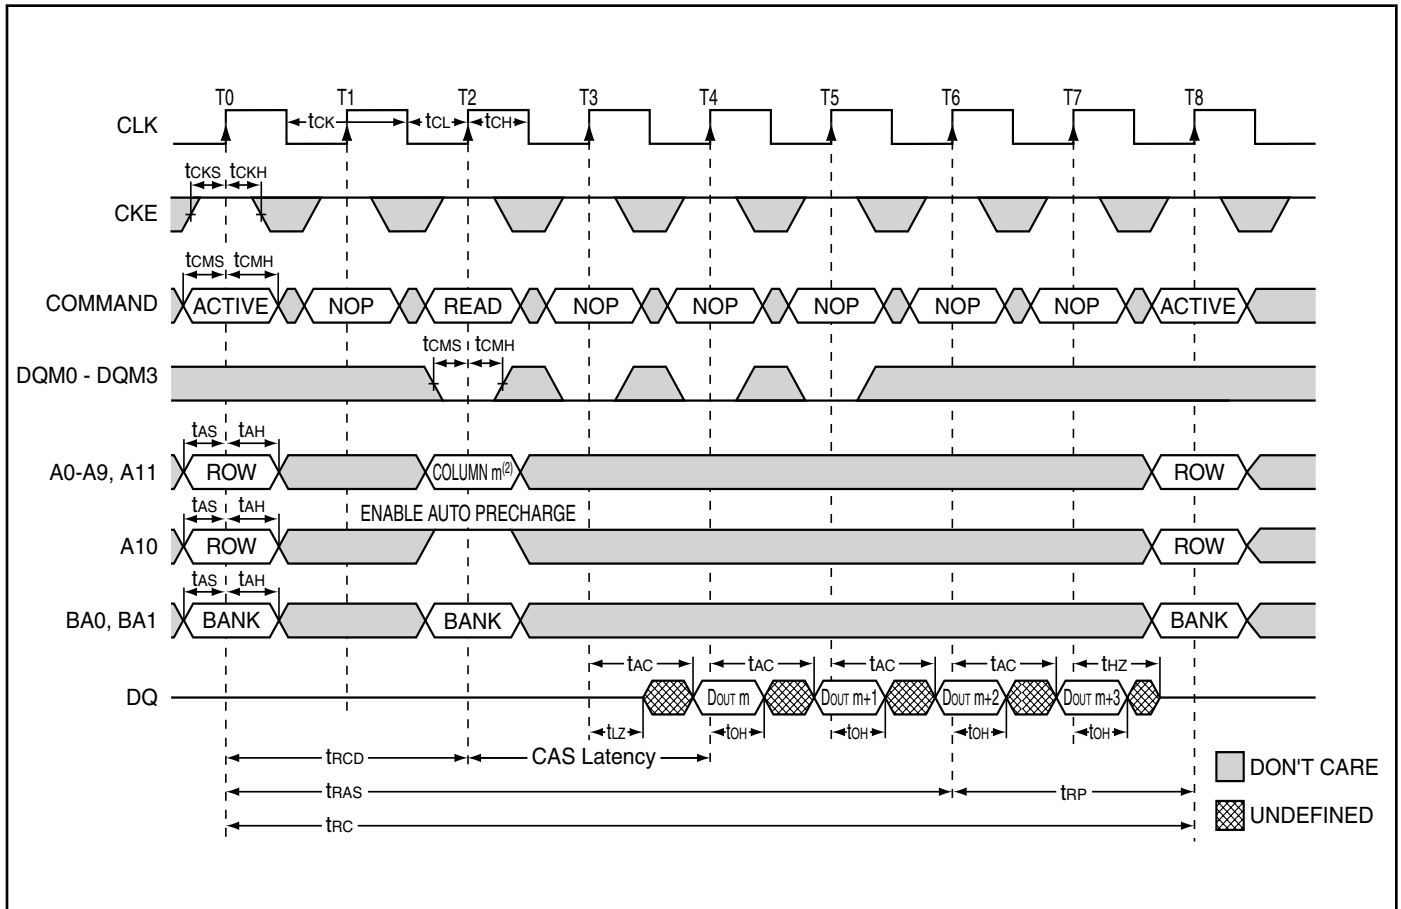 T0 T1 T2 T3 T4 T5 T6 T7 T8
CLK tCK tCL tCH
tCKS tCKH
CKE
tCMS tCMH
COMMAND ACTIVE NOP READ NOP NOP NOP NOP NOP ACTIVE
tCMS tCMH
DQM0 - DQM3
tAS tAH
A0-A9, A11 ROW COLUMN m(2) ROW
tAS tAH ENABLE AUTO PRECHARGE
A10 ROW ROW
tAS tAH
BA0, BA1 BANK BANK BANK
tAC tAC tAC tAC tHZ
DQ DOUT m DOUT m+1 DOUT m+2 DOUT m+3
tLZ tOH tOH tOH tOH
tRCD CAS Latency
DON'T CARE
tRAS tRP
UNDEFINED
tRC